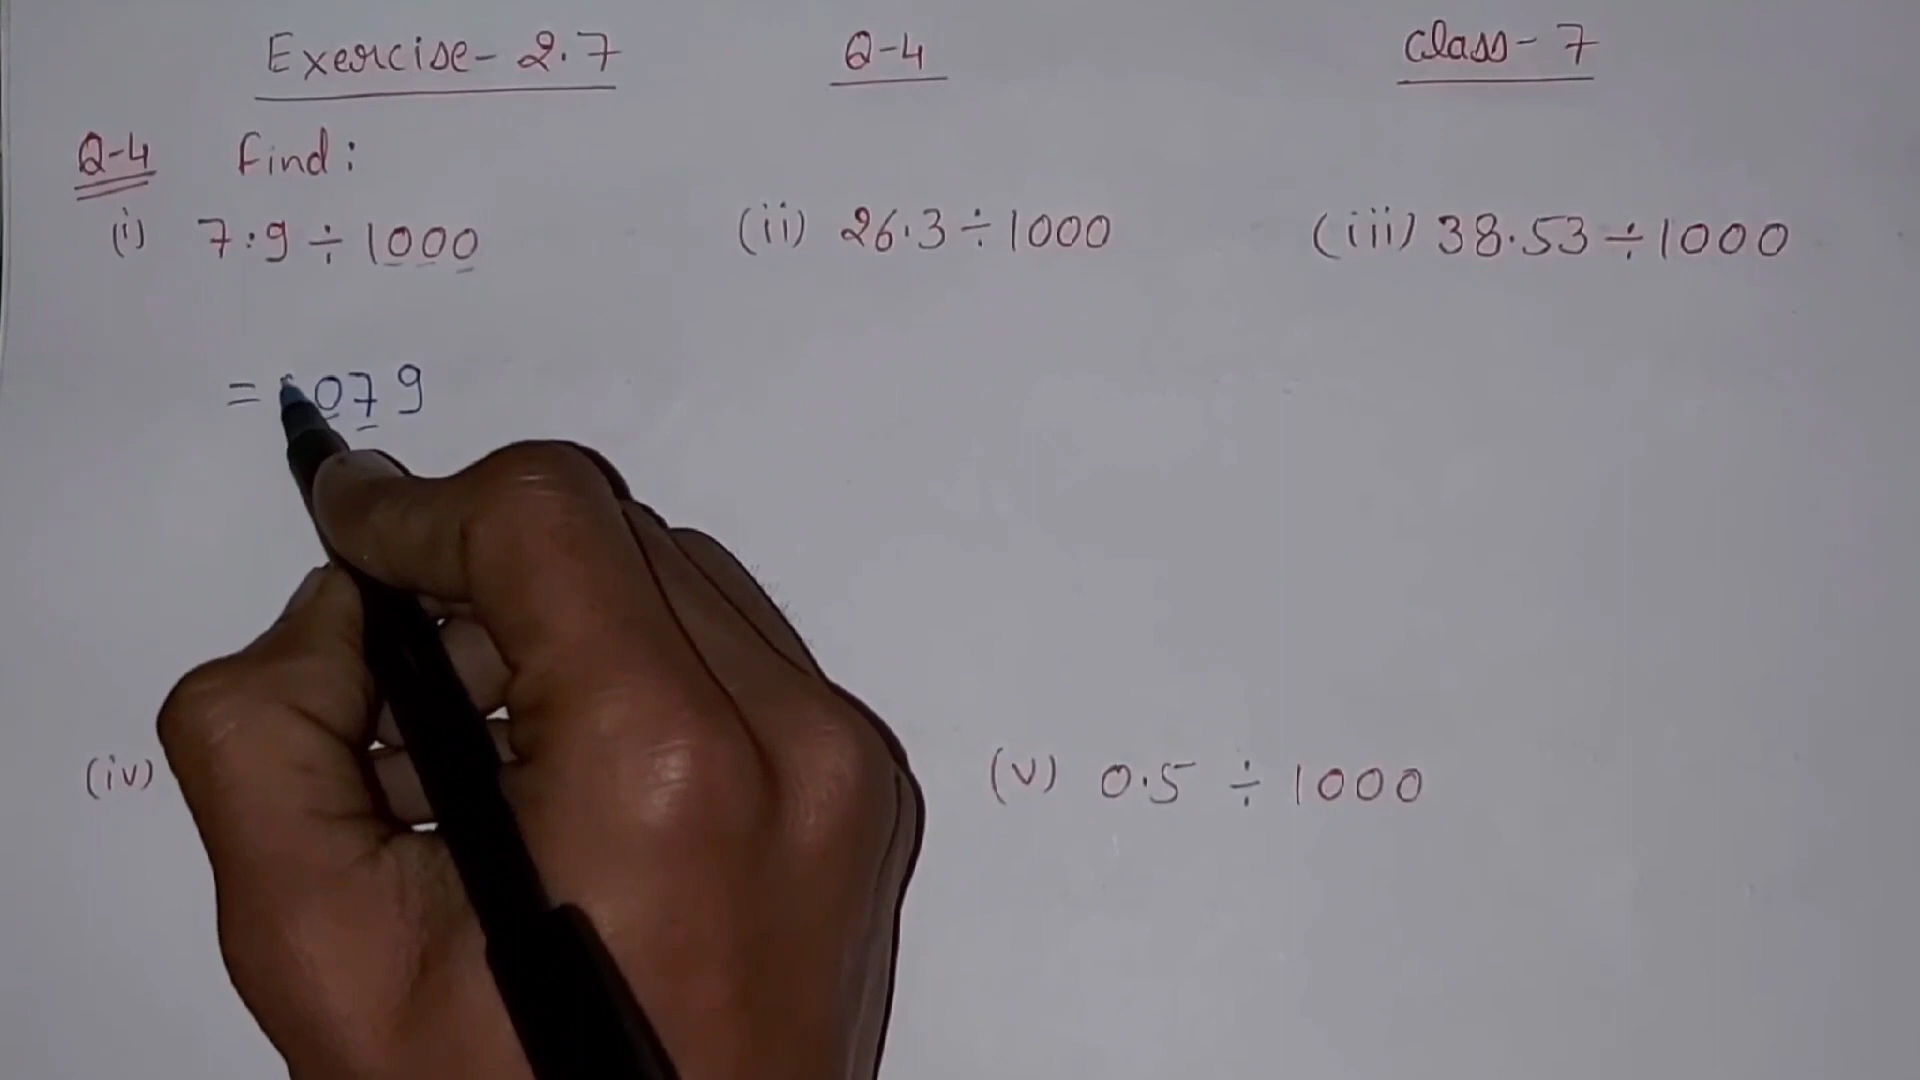 Exercise- 2.7 Q-4 Class- 7
Q-4 Find:
(i) 7.9 ÷ 1000 (ii) 26.3 ÷ 1000 (iii) 38.53 ÷ 1000
= 079
(iv) (v) 0.5 ÷ 1000